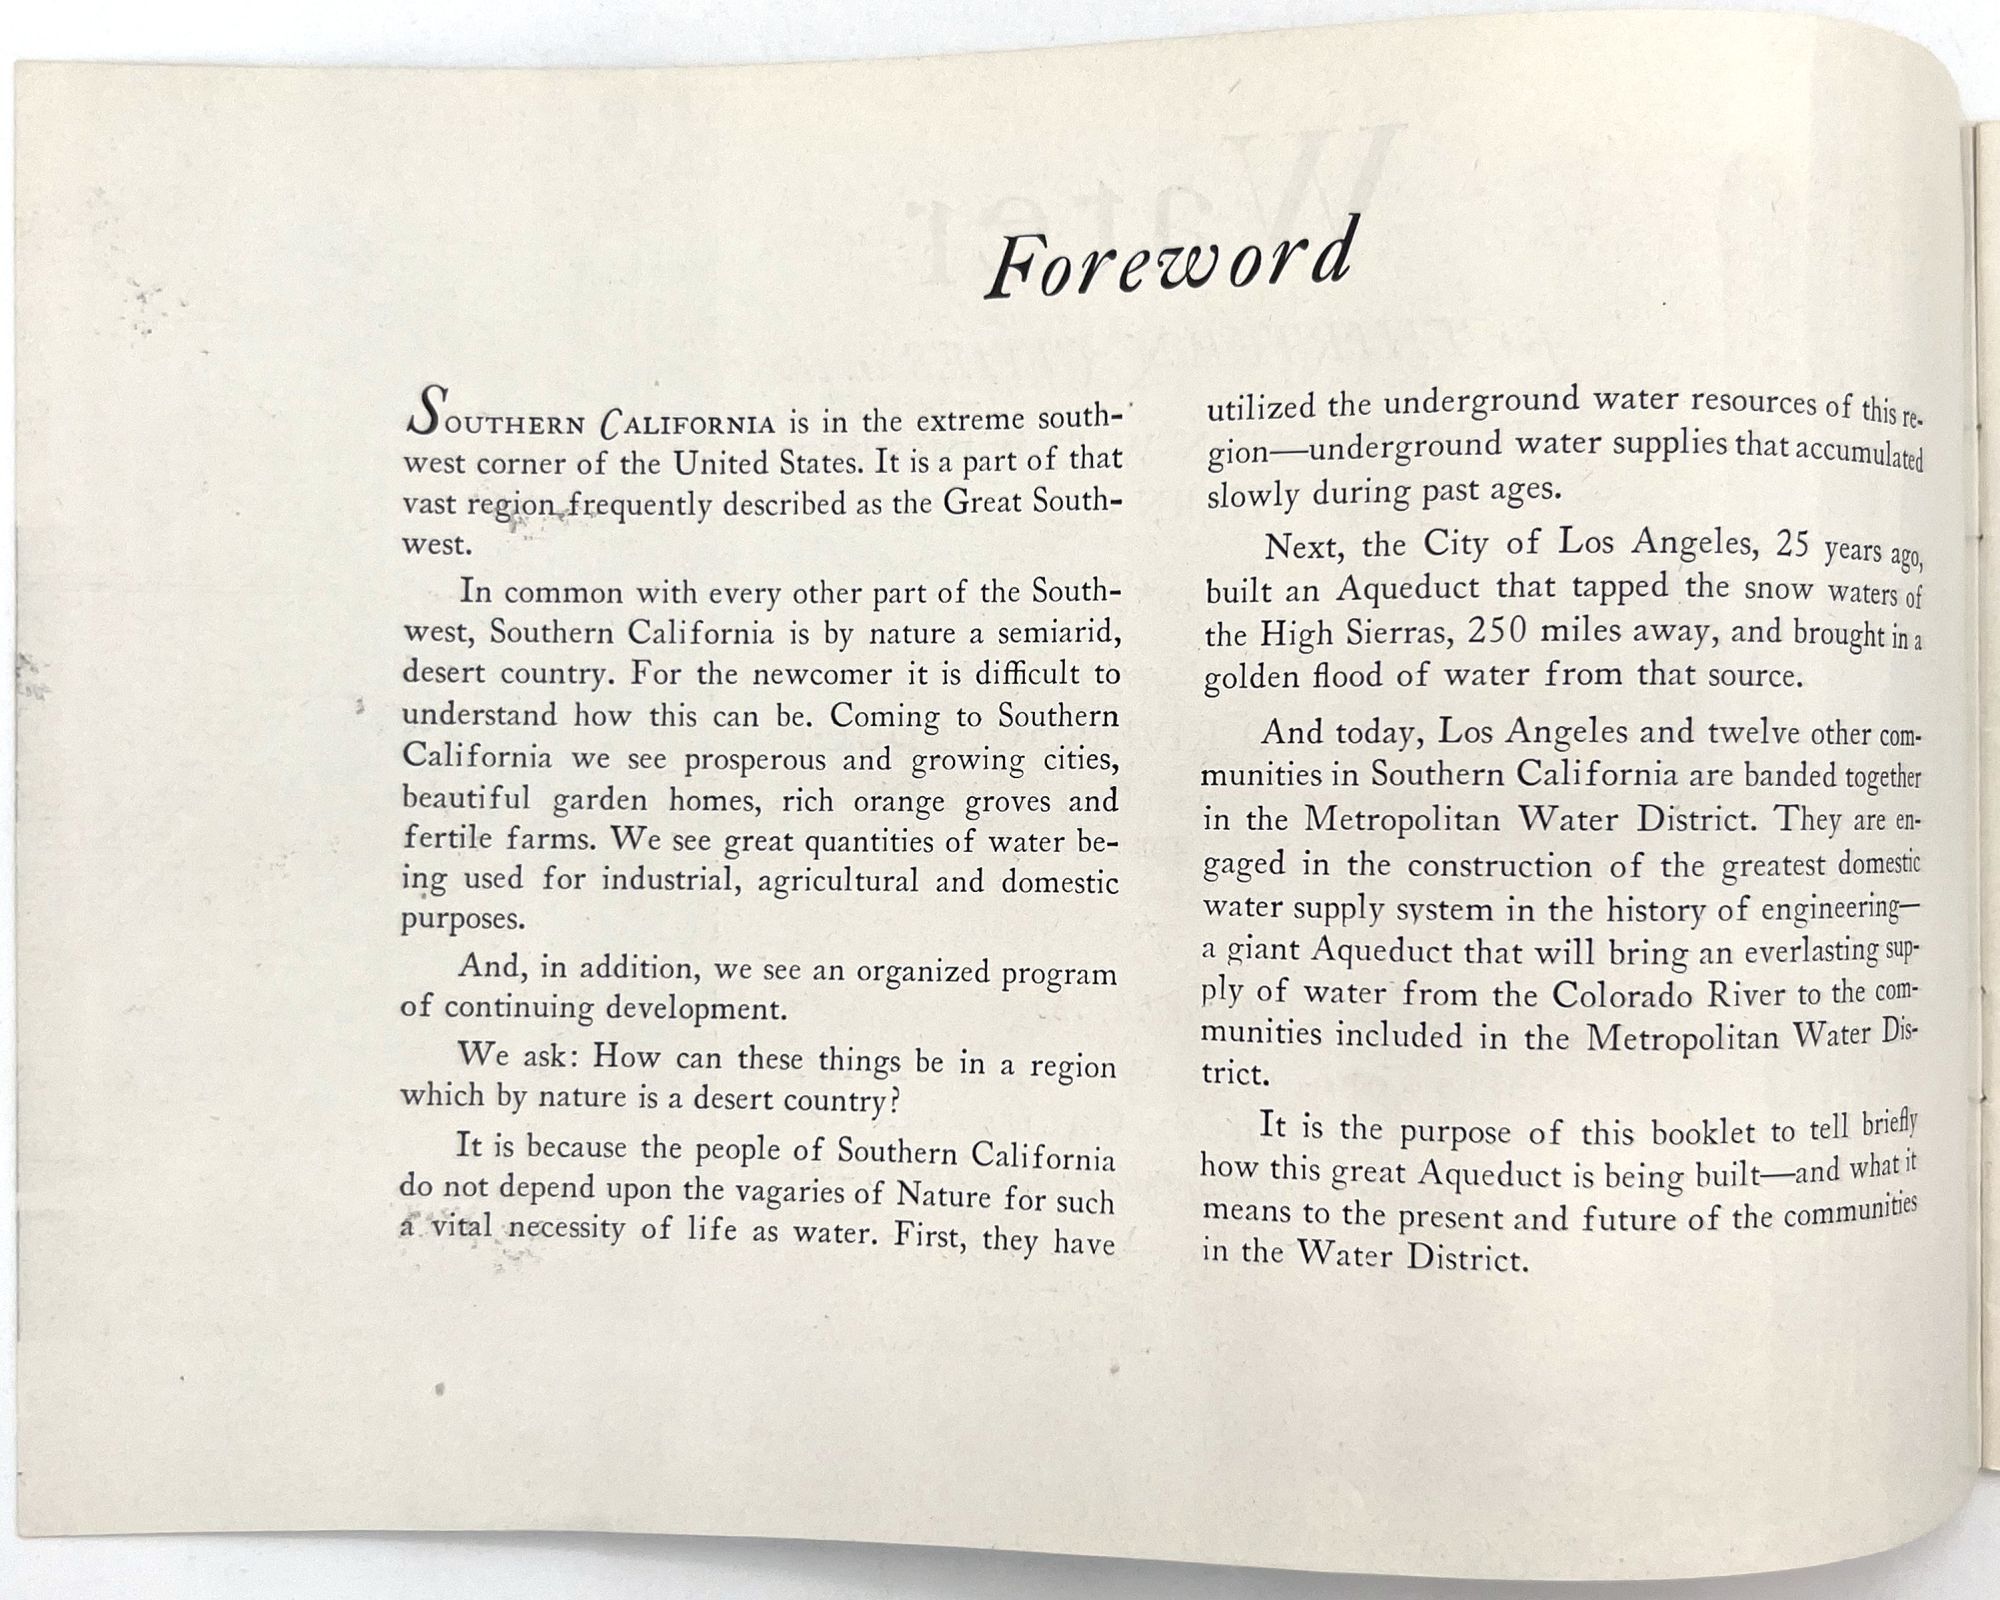 Foreword
SOUTHERN CALIFORNIA is in the extreme south-
west corner of the United States. It is a part of that
vast region frequently described as the Great South-
west.
In common with every other part of the South-
west, Southern California is by nature a semiarid,
desert country. For the newcomer it is difficult to
understand how this can be. Coming to Southern
California we see prosperous and growing cities,
beautiful garden homes, rich orange groves and
fertile farms. We see great quantities of water be-
ing used for industrial, agricultural and domestic
purposes.
And, in addition, we see an organized program
of continuing development.
We ask: How can these things be in a region
which by nature is a desert country?
It is because the people of Southern California
do not depend upon the vagaries of Nature for such
a vital necessity of life as water. First, they have
utilized the underground water resources of this re-
gion—underground water supplies that accumulated
slowly during past ages.
Next, the City of Los Angeles, 25 years ago,
built an Aqueduct that tapped the snow waters of
the High Sierras, 250 miles away, and brought in a
golden flood of water from that source.
And today, Los Angeles and twelve other com-
munities in Southern California are banded together
in the Metropolitan Water District. They are en-
gaged in the construction of the greatest domestic
water supply system in the history of engineering—
a giant Aqueduct that will bring an everlasting sup-
ply of water from the Colorado River to the com-
munities included in the Metropolitan Water Dis-
trict.
It is the purpose of this booklet to tell briefly
how this great Aqueduct is being built—and what it
means to the present and future of the communities
in the Water District.